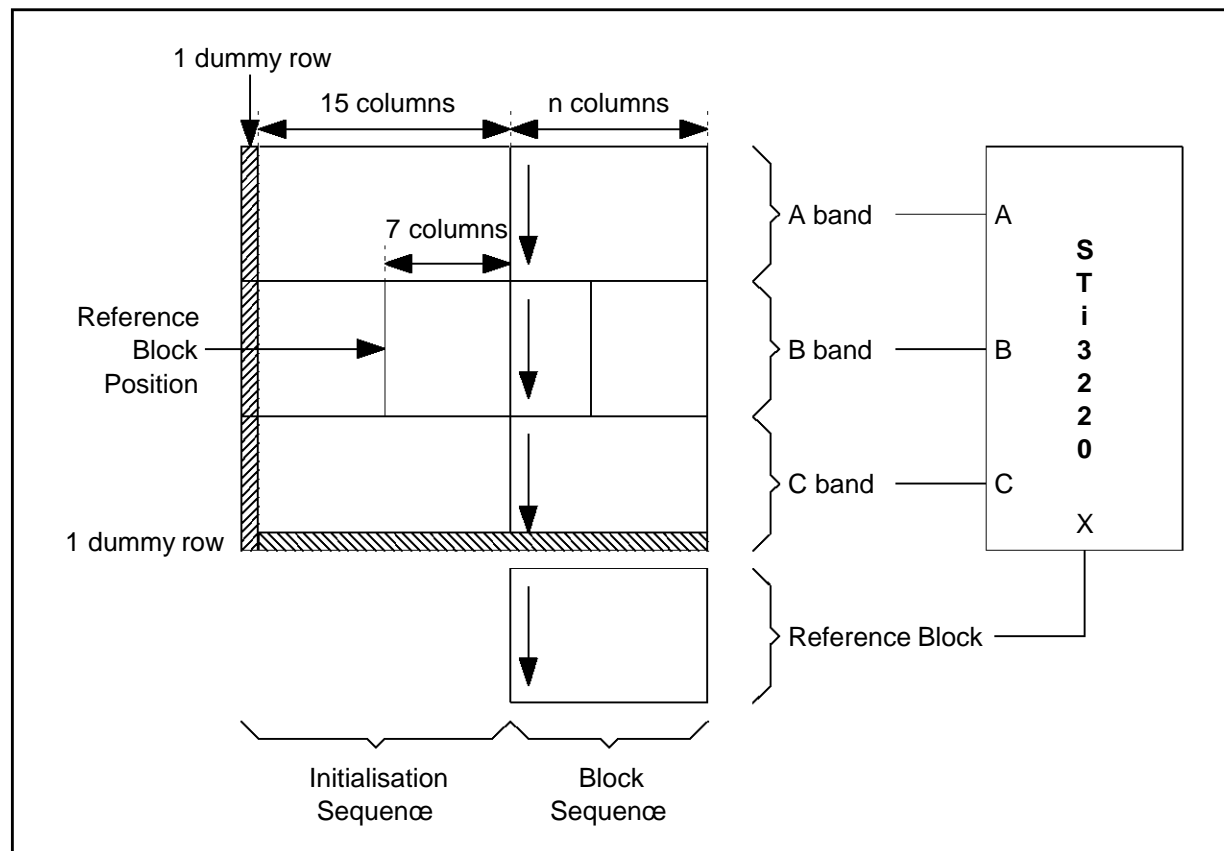 1 dummy row
15 columns
n columns
7 columns
A band
A
Reference
Block
Position
B band
B
C band
C
X
S
T
i
3
2
2
0
1 dummy row
Reference Block
Initialisation
Sequence
Block
Sequence